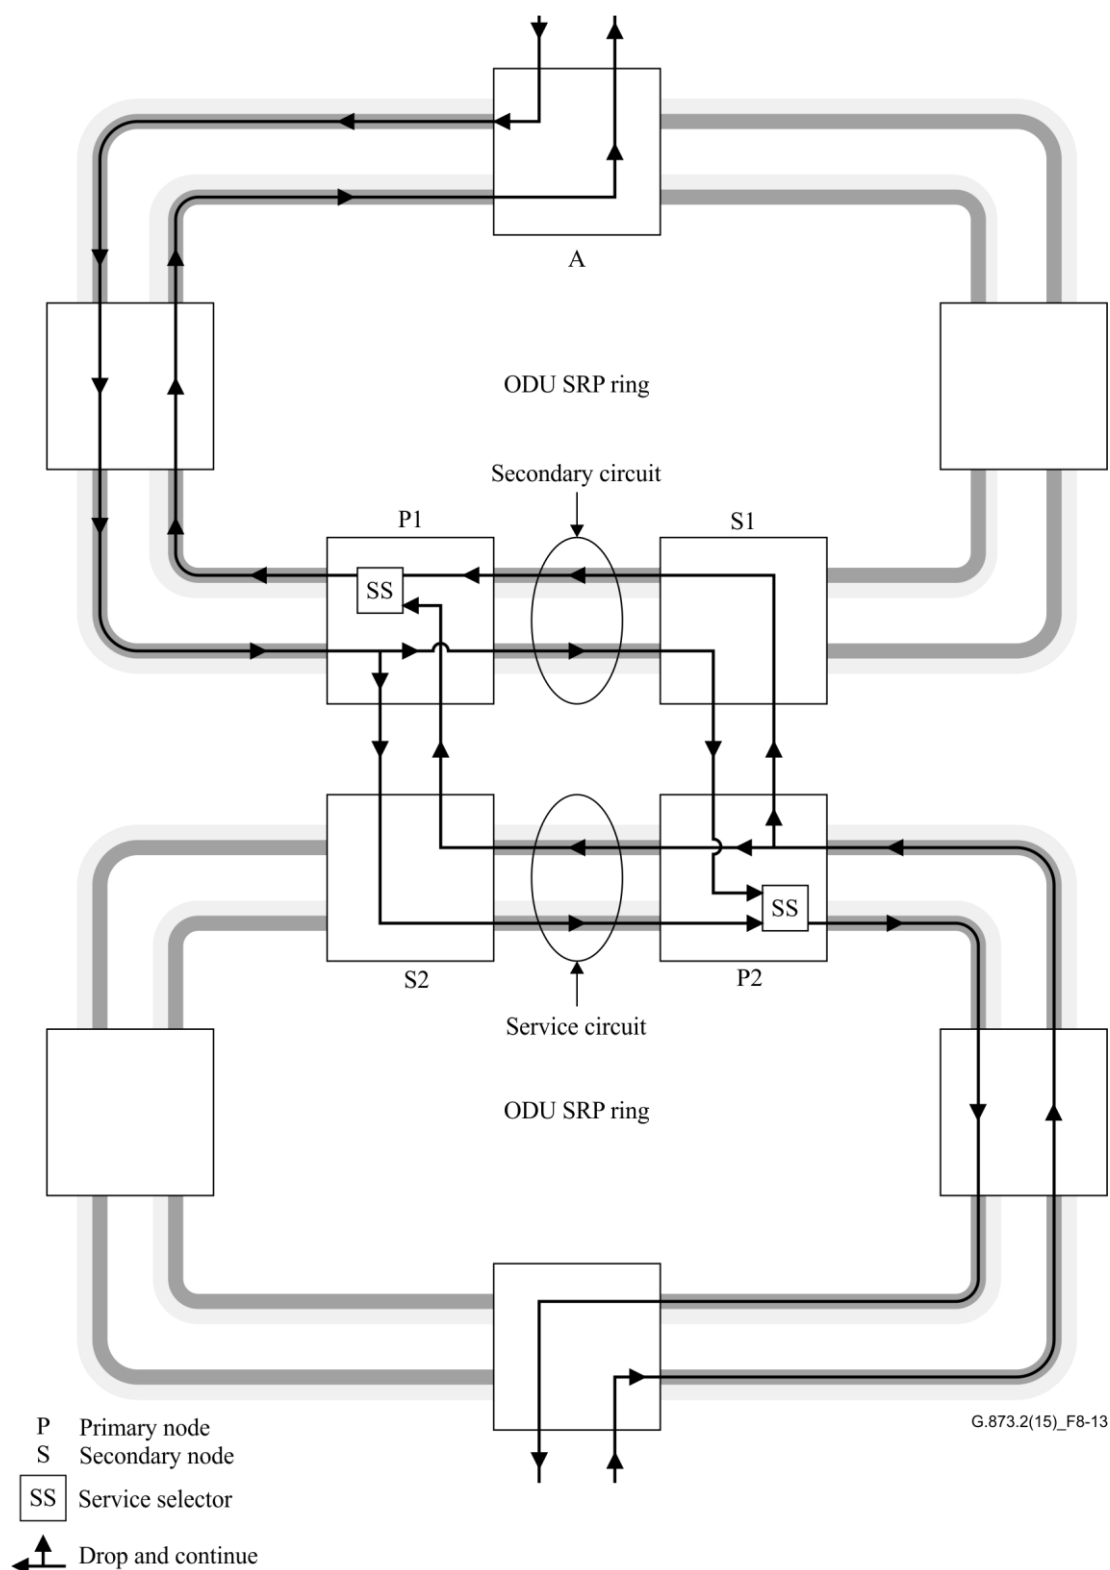 A
ODU SRP ring
Secondary circuit
P1
S1
SS
SS
S2
P2
Service circuit
ODU SRP ring
G.873.2(15)_F8-13
P Primary node
S Secondary node
SS Service selector
Drop and continue